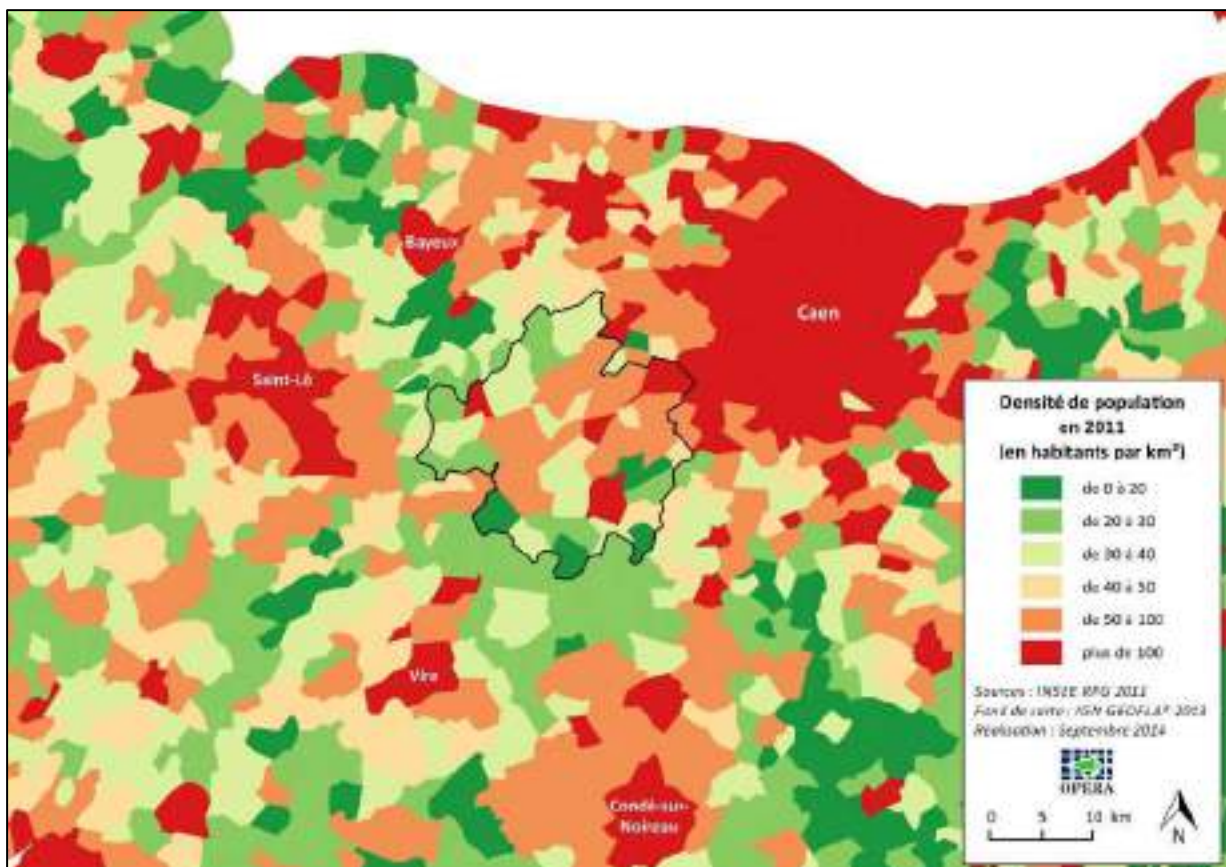 Bayeux
Caen
Saint-Lô
Vire
Condé-sur-
Noireau
Densité de population
en 2011
(en habitants par km²)
de 0 à 20
de 20 à 30
de 30 à 40
de 40 à 50
de 50 à 100
plus de 100
Sources : INSEE RPG 2011
Fond de carte : IGN GEOFLA® 2013
Réalisation : Septembre 2014
OPERA
0 5 10 km
N